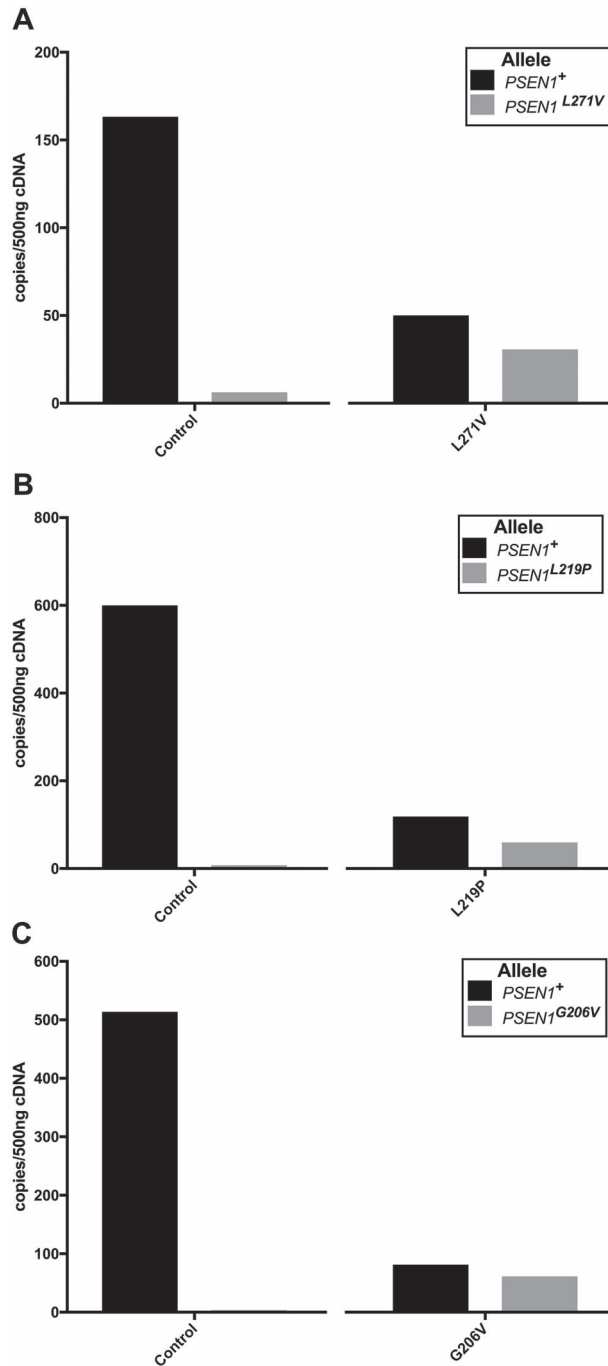 A
Allele
PSEN1+
PSEN1 L271V
copies/500ng cDNA
200
150
100
50
0
Control
L271V
B
Allele
PSEN1+
PSEN1L219P
copies/500ng cDNA
800
600
400
200
0
Control
L219P
C
Allele
PSEN1+
PSEN1G206V
copies/500ng cDNA
600
500
400
300
200
100
0
Control
G206V